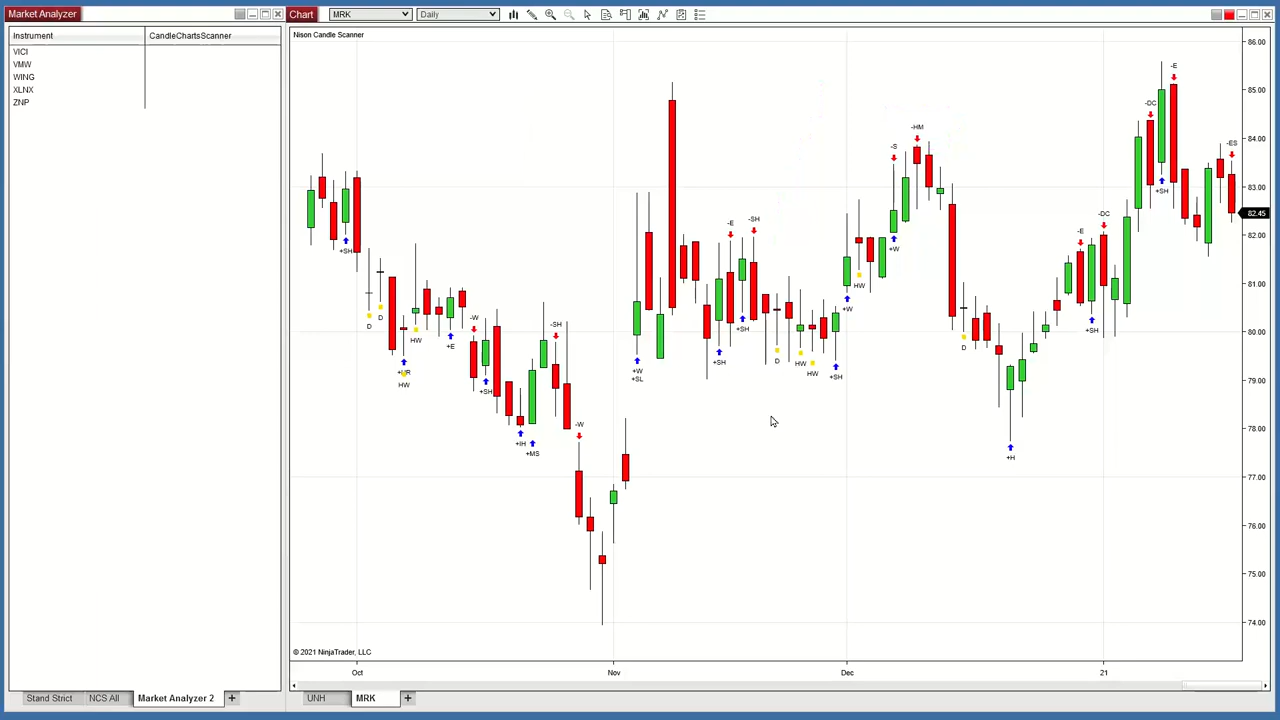 Market Analyzer
Chart
MRK
Daily
Instrument
CandleChartsScanner
VICI
VMW
WING
XLNX
ZNP
Nison Candle Scanner
86.00
85.00
84.00
83.00
82.45
82.00
81.00
80.00
79.00
78.00
77.00
76.00
75.00
74.00
+SH
D
D
HW
HW
+E
-W
+SH
+IH
+MS
-SH
-W
+W
+SL
+SH
-E
+SH
-SH
D
HW
HW
+SH
+W
HW
-S
+W
-HM
D
+H
-E
+SH
-DC
-DC
+SH
-E
-ES
© 2021 NinjaTrader, LLC
Oct
Nov
Dec
21
Stand Strict
NCS All
Market Analyzer 2
+
UNH
MRK
+